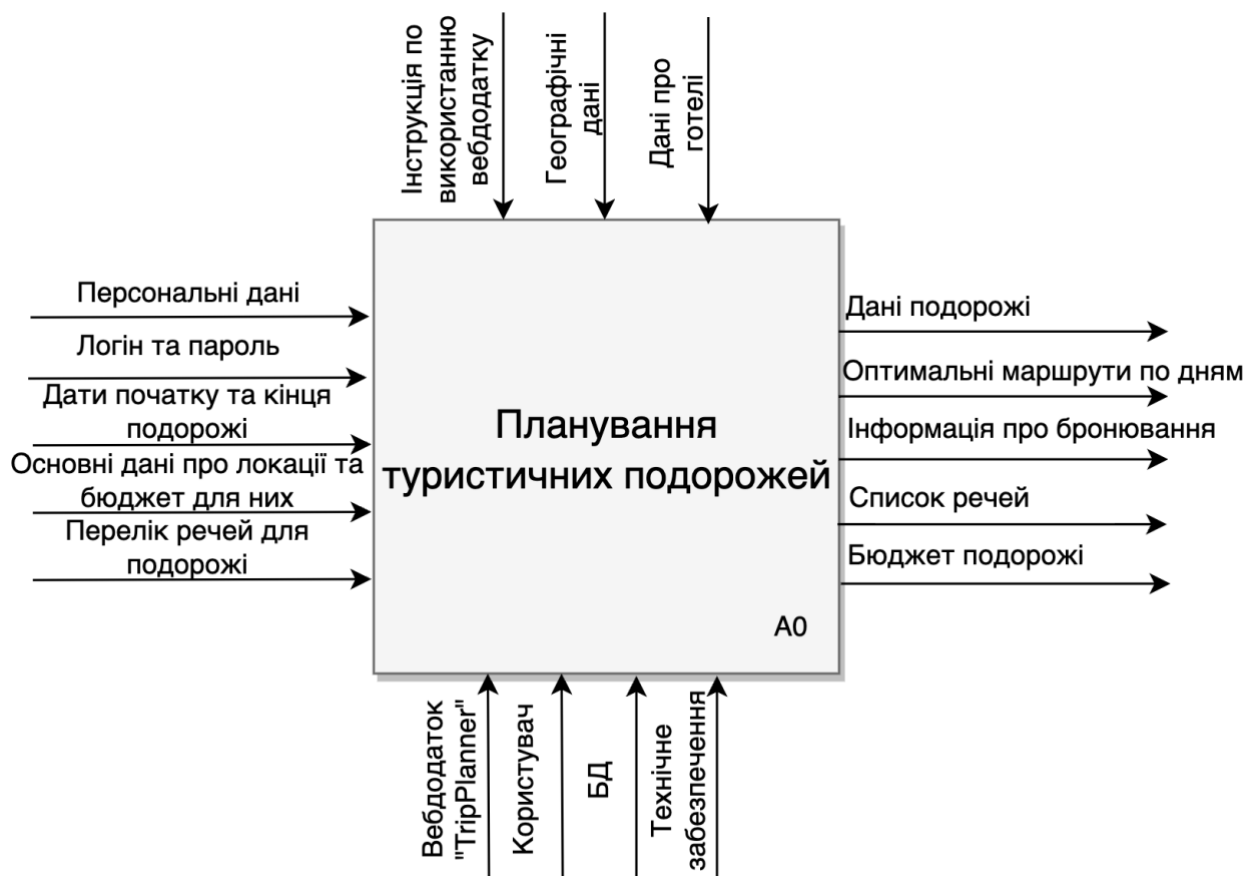 Інструкція по
використанню
вебдодатку
Географічні
дані
Дані про
готелі
Персональні дані
Логін та пароль
Дати початку та кінця
подорожі
Основні дані про локації та
бюджет для них
Перелік речей для
подорожі
Планування
туристичних подорожей
A0
Дані подорожі
Оптимальні маршрути по дням
Інформація про бронювання
Список речей
Бюджет подорожі
Вебдодаток
"TripPlanner"
Користувач
БД
Технічне
забезпечення